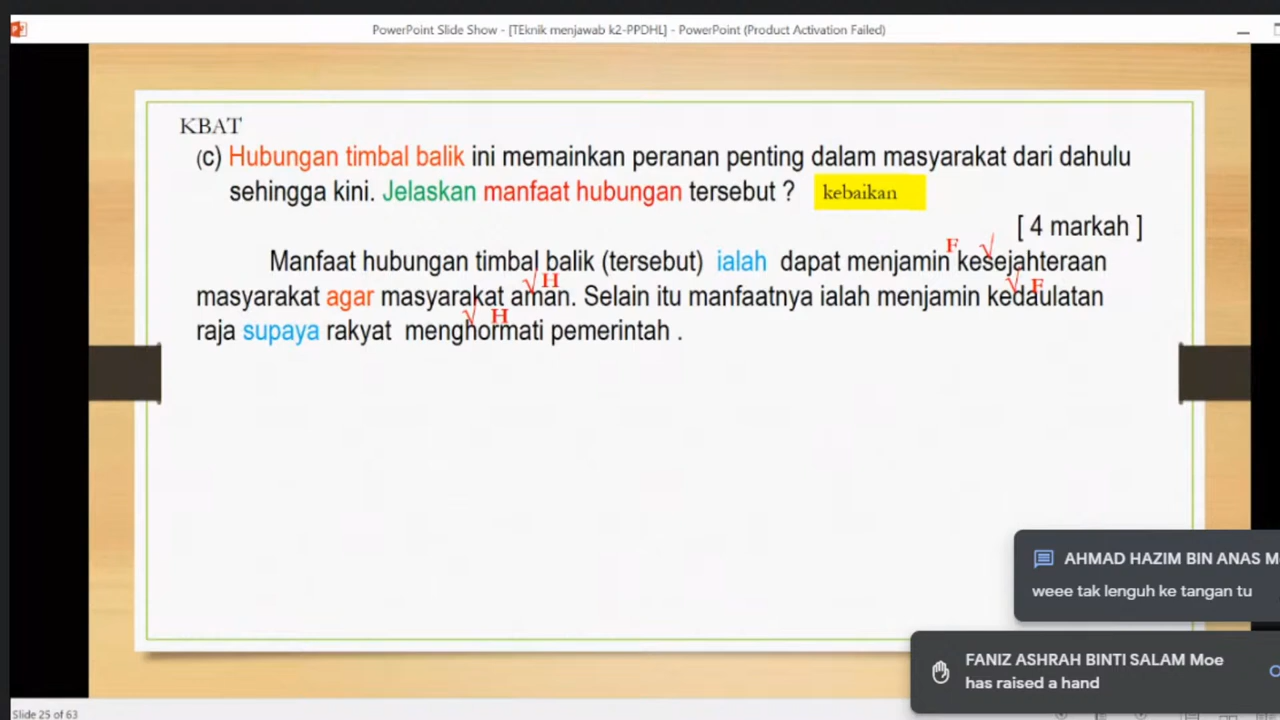 PowerPoint Slide Show - [TEknik menjawab k2-PPDHL] - PowerPoint (Product Activation Failed)
KBAT
(c) Hubungan timbal balik ini memainkan peranan penting dalam masyarakat dari dahulu
sehingga kini. Jelaskan manfaat hubungan tersebut ? kebaikan
[ 4 markah ]
F √
Manfaat hubungan timbal balik (tersebut) ialah dapat menjamin kesejahteraan
√ H √ F
masyarakat agar masyarakat aman. Selain itu manfaatnya ialah menjamin kedaulatan
√ H
raja supaya rakyat menghormati pemerintah .
AHMAD HAZIM BIN ANAS M
weee tak lenguh ke tangan tu
FANIZ ASHRAH BINTI SALAM Moe
has raised a hand
Slide 25 of 63